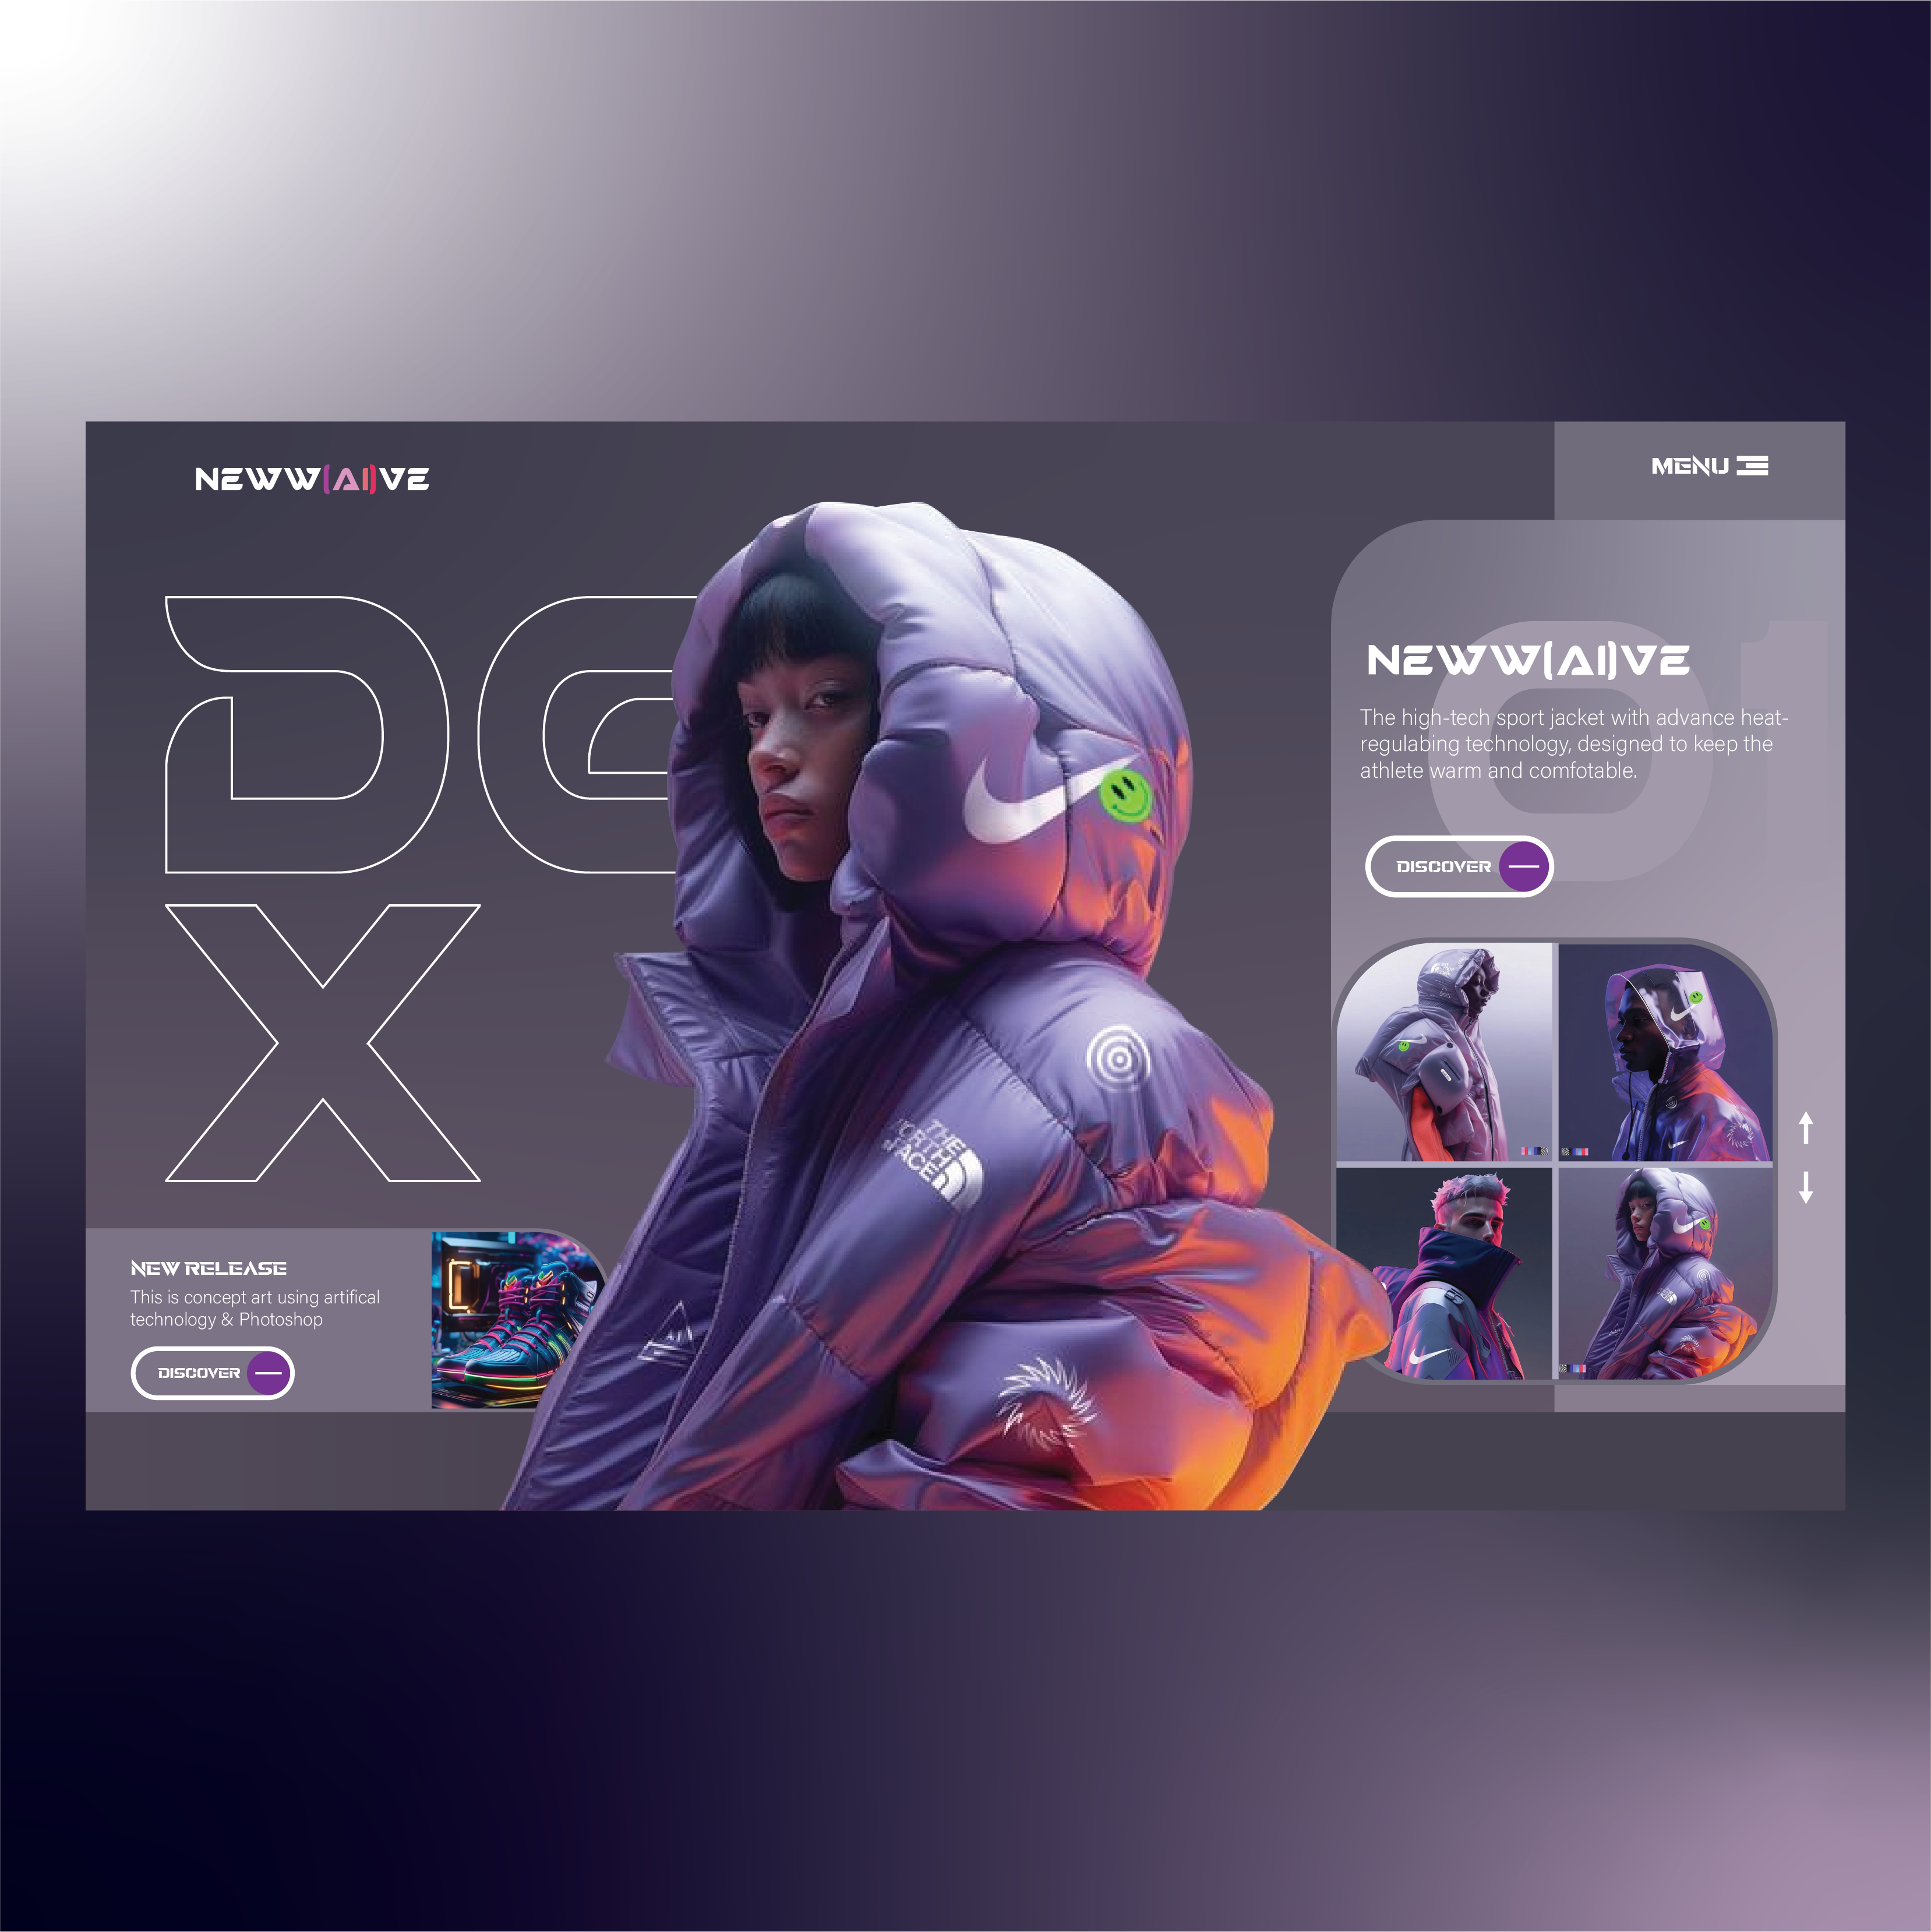 NEWW(AI)VE
MENU
DG
X
NEWW(AI)VE
The high-tech sport jacket with advance heat-
regulabing technology, designed to keep the
athlete warm and comfotable.
DISCOVER
01
THE
NORTH
FACE
NEW RELEASE
This is concept art using artifical
technology & Photoshop
DISCOVER